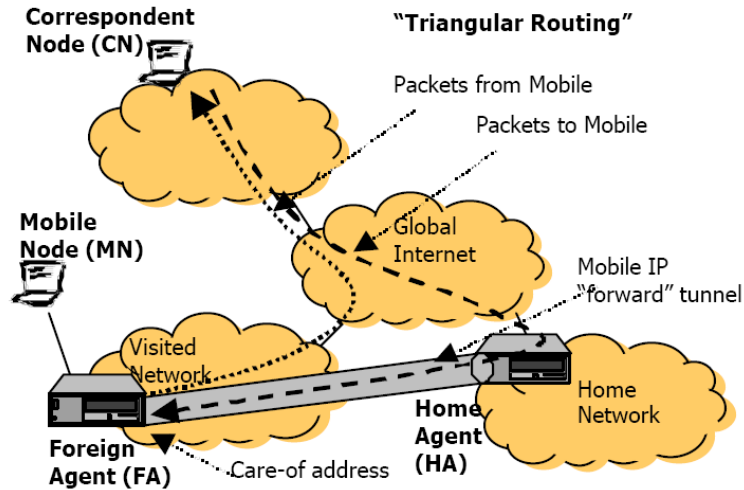 Correspondent
Node (CN)
“Triangular Routing”
Packets from Mobile
Packets to Mobile
Mobile
Node (MN)
Global
Internet
Mobile IP
“forward” tunnel
Visited
Network
Home
Agent
(HA)
Home
Network
Foreign
Agent (FA)
Care-of address